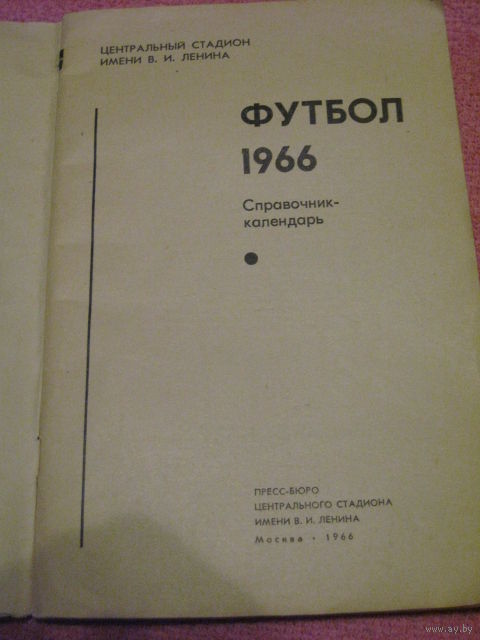 ЦЕНТРАЛЬНЫЙ СТАДИОН
ИМЕНИ В. И. ЛЕНИНА
ФУТБОЛ
1966
Справочник-
календарь
ПРЕСС-БЮРО
ЦЕНТРАЛЬНОГО СТАДИОНА
ИМЕНИ В. И. ЛЕНИНА
Москва • 1966
www.ay.by